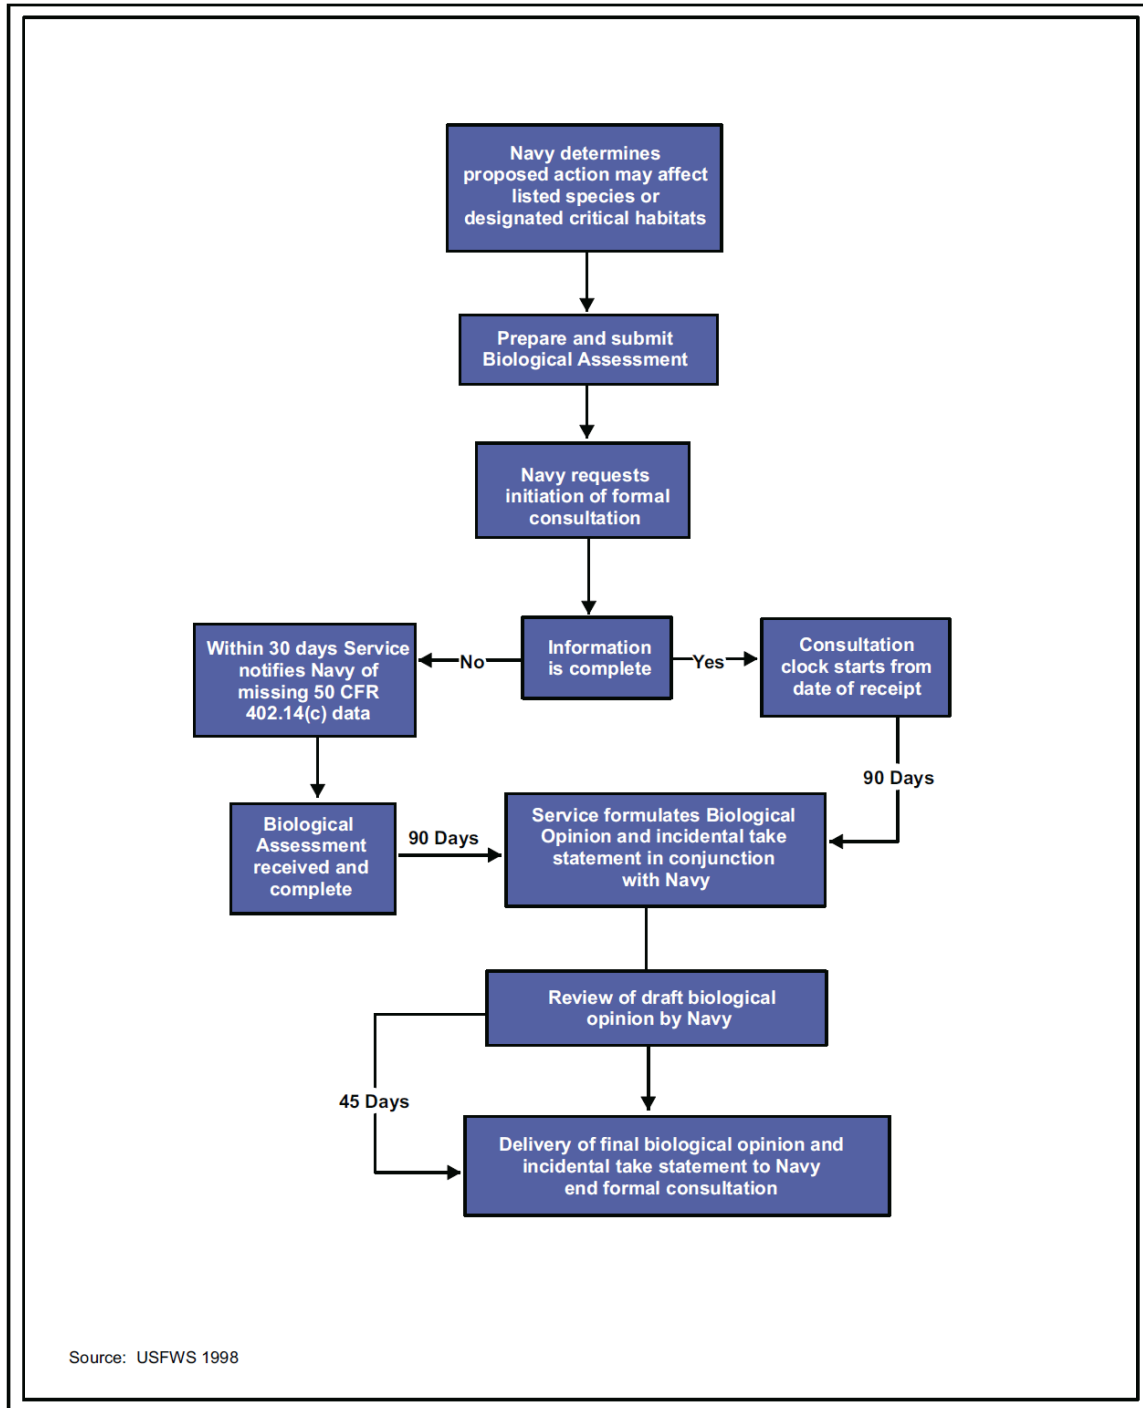 Navy determines
proposed action may affect
listed species or
designated critical habitats
Prepare and submit
Biological Assessment
Navy requests
initiation of formal
consultation
Information
is complete
No
Yes
Within 30 days Service
notifies Navy of
missing 50 CFR
402.14(c) data
Consultation
clock starts from
date of receipt
90 Days
Biological
Assessment
received and
complete
90 Days
Service formulates Biological
Opinion and incidental take
statement in conjunction
with Navy
Review of draft biological
opinion by Navy
45 Days
Delivery of final biological opinion and
incidental take statement to Navy
end formal consultation
Source: USFWS 1998